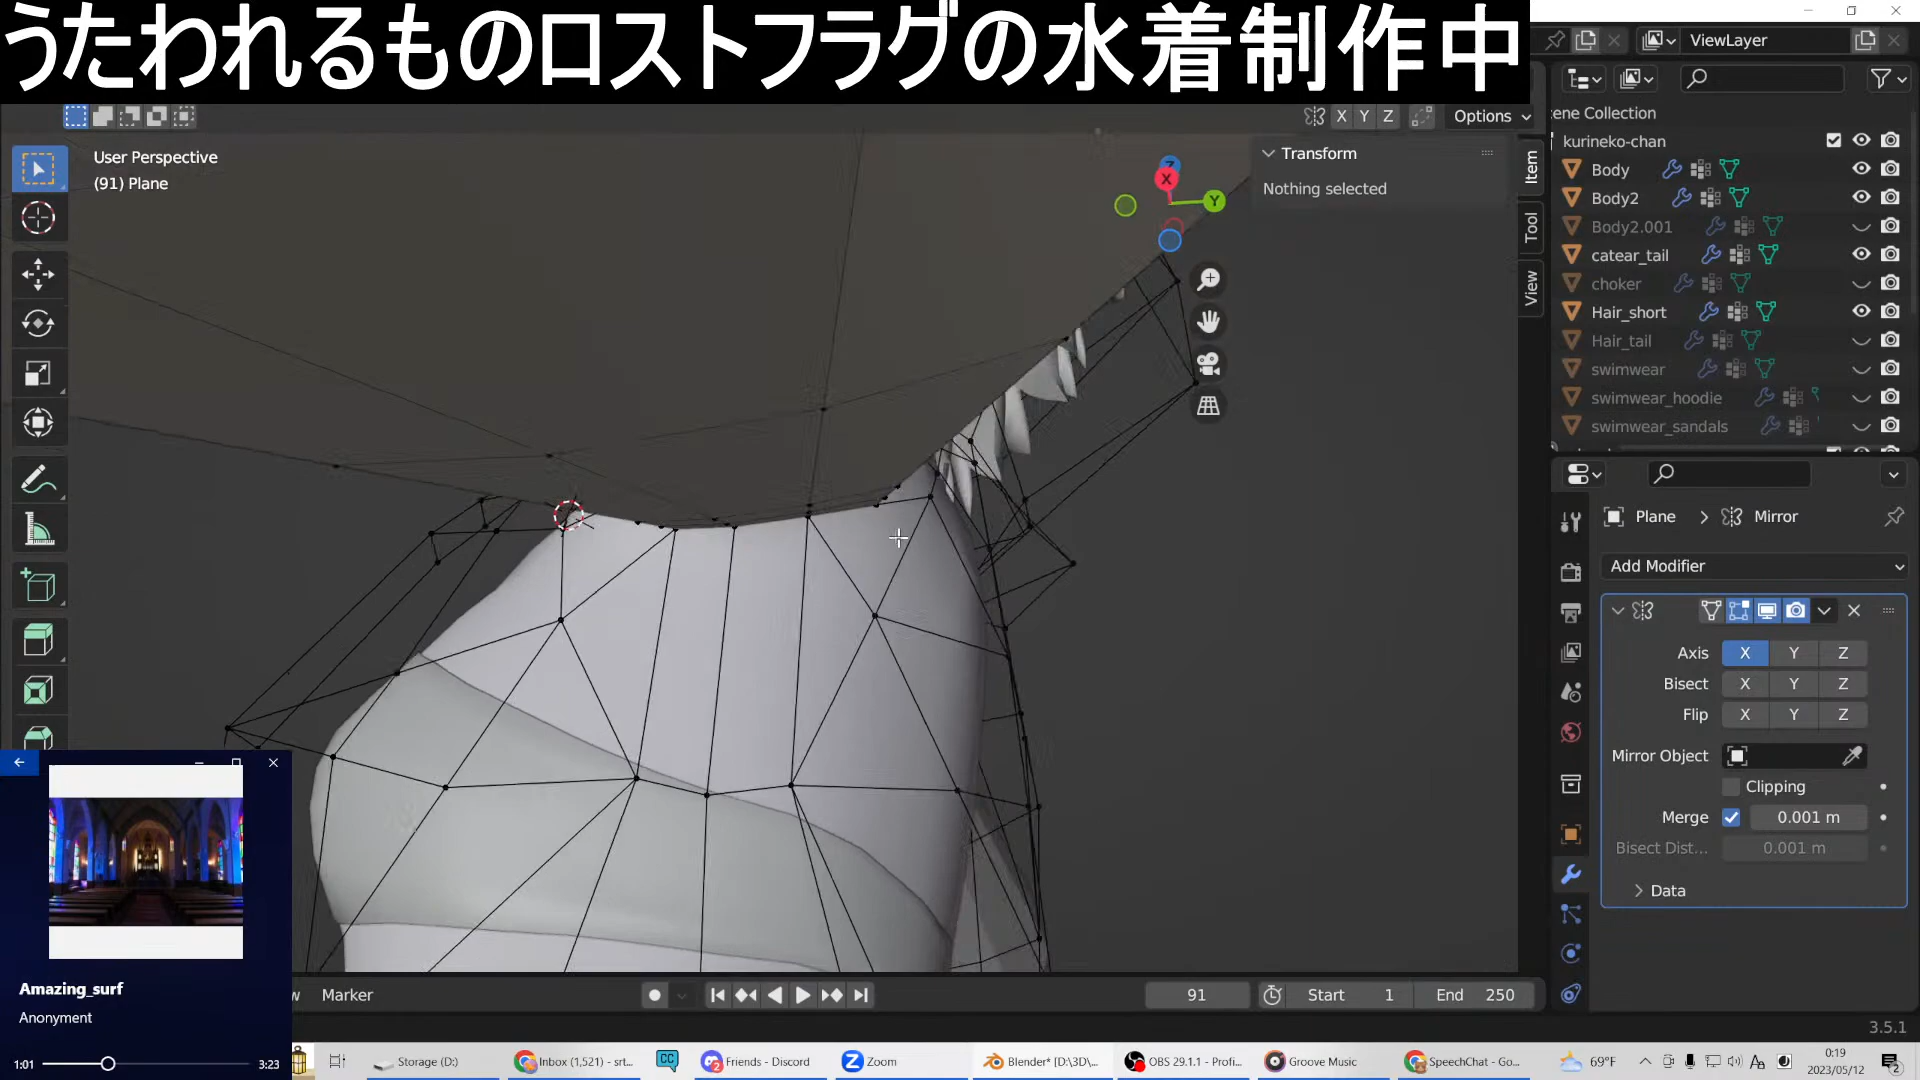 うたわれるものロストフラグの水着制作中
ViewLayer
X Y Z
Options
User Perspective
(91) Plane
Transform
Nothing selected
Z
X
Y
Item
Tool
View
ene Collection
kurineko-chan
Body
Body2
Body2.001
catear_tail
choker
Hair_short
Hair_tail
swimwear
swimwear_hoodie
swimwear_sandals
Plane > Mirror
Add Modifier
Axis X Y Z
Bisect X Y Z
Flip X Y Z
Mirror Object
Clipping
Merge 0.001 m
Bisect Dist... 0.001 m
Data
Amazing_surf
Anonyment
1:01 3:23
w Marker
91
Start 1
End 250
3.5.1
Storage (D:)
Inbox (1,521) - srt...
CC
2 Friends - Discord
Zoom
Blender* [D:\3D\...
OBS 29.1.1 - Profi...
Groove Music
SpeechChat - Go...
69°F
A
0:19
2023/05/12
2